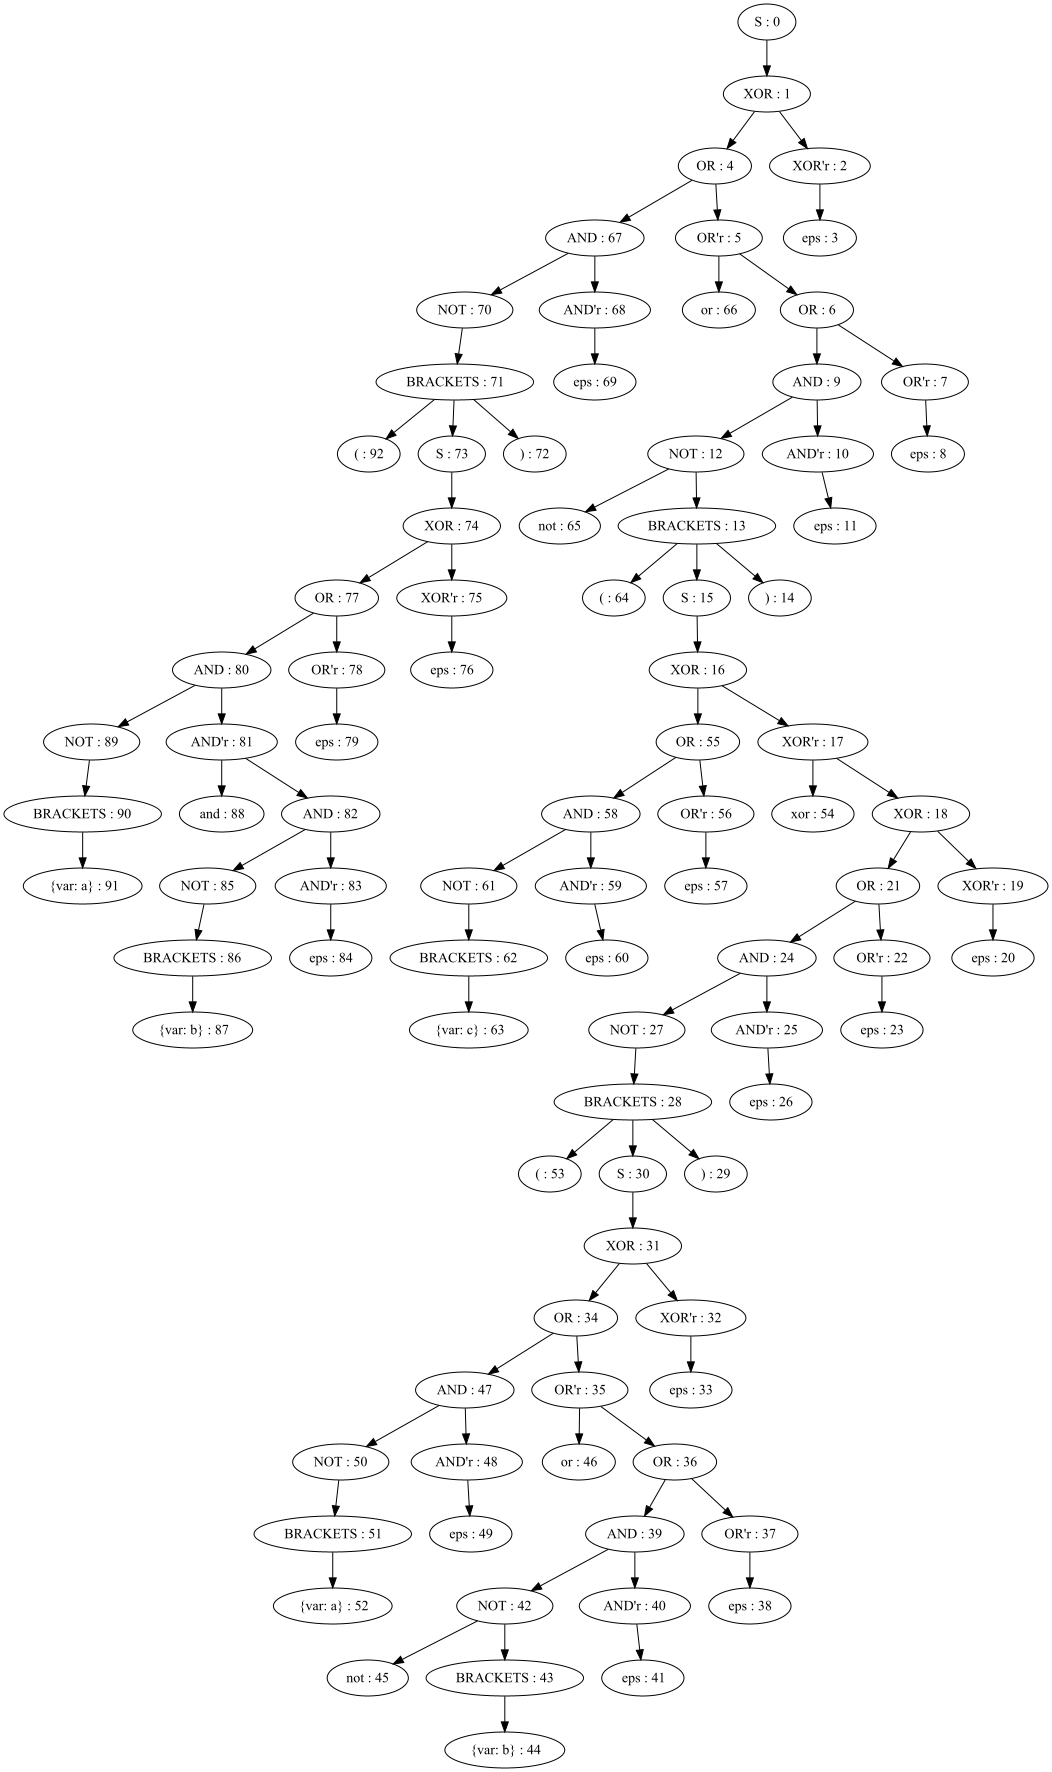 S : 0
XOR : 1
OR : 4 XOR'r : 2
AND : 67 OR'r : 5 eps : 3
NOT : 70 AND'r : 68 or : 66 OR : 6
BRACKETS : 71 eps : 69 AND : 9 OR'r : 7
( : 92 S : 73 ) : 72 NOT : 12 AND'r : 10 eps : 8
XOR : 74 not : 65 BRACKETS : 13 eps : 11
OR : 77 XOR'r : 75 ( : 64 S : 15 ) : 14
AND : 80 OR'r : 78 eps : 76 XOR : 16
NOT : 89 AND'r : 81 eps : 79 OR : 55 XOR'r : 17
BRACKETS : 90 and : 88 AND : 82 AND : 58 OR'r : 56 xor : 54 XOR : 18
{var: a} : 91 NOT : 85 AND'r : 83 NOT : 61 AND'r : 59 eps : 57 OR : 21 XOR'r : 19
BRACKETS : 86 eps : 84 BRACKETS : 62 eps : 60 AND : 24 OR'r : 22 eps : 20
{var: b} : 87 {var: c} : 63 NOT : 27 AND'r : 25 eps : 23
BRACKETS : 28 eps : 26
( : 53 S : 30 ) : 29
XOR : 31
OR : 34 XOR'r : 32
AND : 47 OR'r : 35 eps : 33
NOT : 50 AND'r : 48 or : 46 OR : 36
BRACKETS : 51 eps : 49 AND : 39 OR'r : 37
{var: a} : 52 NOT : 42 AND'r : 40 eps : 38
not : 45 BRACKETS : 43 eps : 41
{var: b} : 44